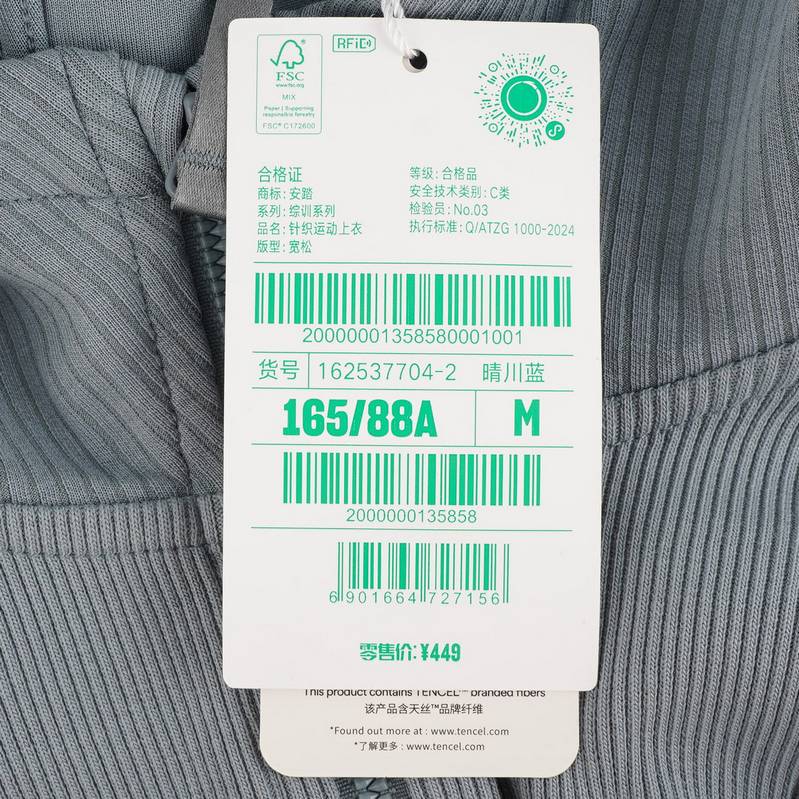 FSC®
www.fsc.org
MIX
Paper | Supporting
responsible forestry
FSC® C172600
RFID
合格证
商标:安踏
系列:综训系列
品名:针织运动上衣
版型:宽松
等级:合格品
安全技术类别:C类
检验员:No.03
执行标准:Q/ATZG 1000-2024
20000001358580001001
货号 162537704-2 晴川蓝
165/88A M
2000000135858
6 901664 727156
零售价:¥449
This product contains TENCEL™ branded fibers
该产品含天丝™品牌纤维
*Found out more at : www.tencel.com
*了解更多 : www.tencel.com